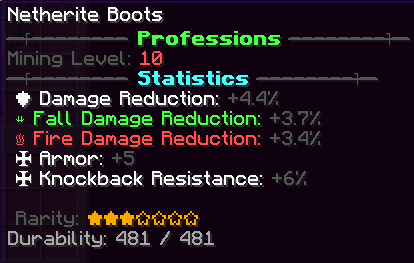 Netherite Boots
Professions
Mining Level: 10
Statistics
Damage Reduction: +4.4%
Fall Damage Reduction: +3.7%
Fire Damage Reduction: +3.4%
Armor: +5
Knockback Resistance: +6%
Rarity: ★★★☆☆☆☆
Durability: 481 / 481